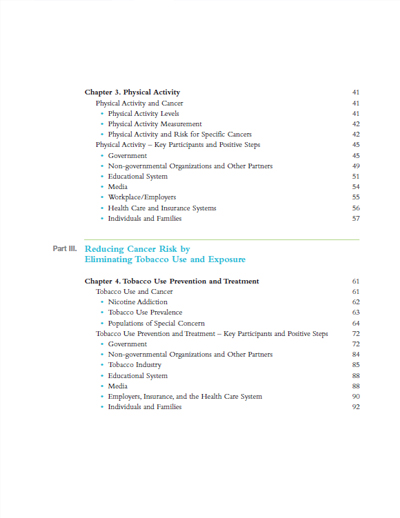 Chapter 3. Physical Activity 41
Physical Activity and Cancer 41
• Physical Activity Levels 41
• Physical Activity Measurement 42
• Physical Activity and Risk for Specific Cancers 42
Physical Activity – Key Participants and Positive Steps 45
• Government 45
• Non-governmental Organizations and Other Partners 49
• Educational System 51
• Media 54
• Workplace/Employers 55
• Health Care and Insurance Systems 56
• Individuals and Families 57
Part III. Reducing Cancer Risk by
Eliminating Tobacco Use and Exposure
Chapter 4. Tobacco Use Prevention and Treatment 61
Tobacco Use and Cancer 61
• Nicotine Addiction 62
• Tobacco Use Prevalence 63
• Populations of Special Concerns 64
Tobacco Use Prevention and Treatment – Key Participants and Positive Steps 72
• Government 72
• Non-governmental Organizations and Other Partners 84
• Tobacco Industry 85
• Educational System 88
• Media 88
• Employers, Insurance, and the Health Care System 90
• Individuals and Families 92